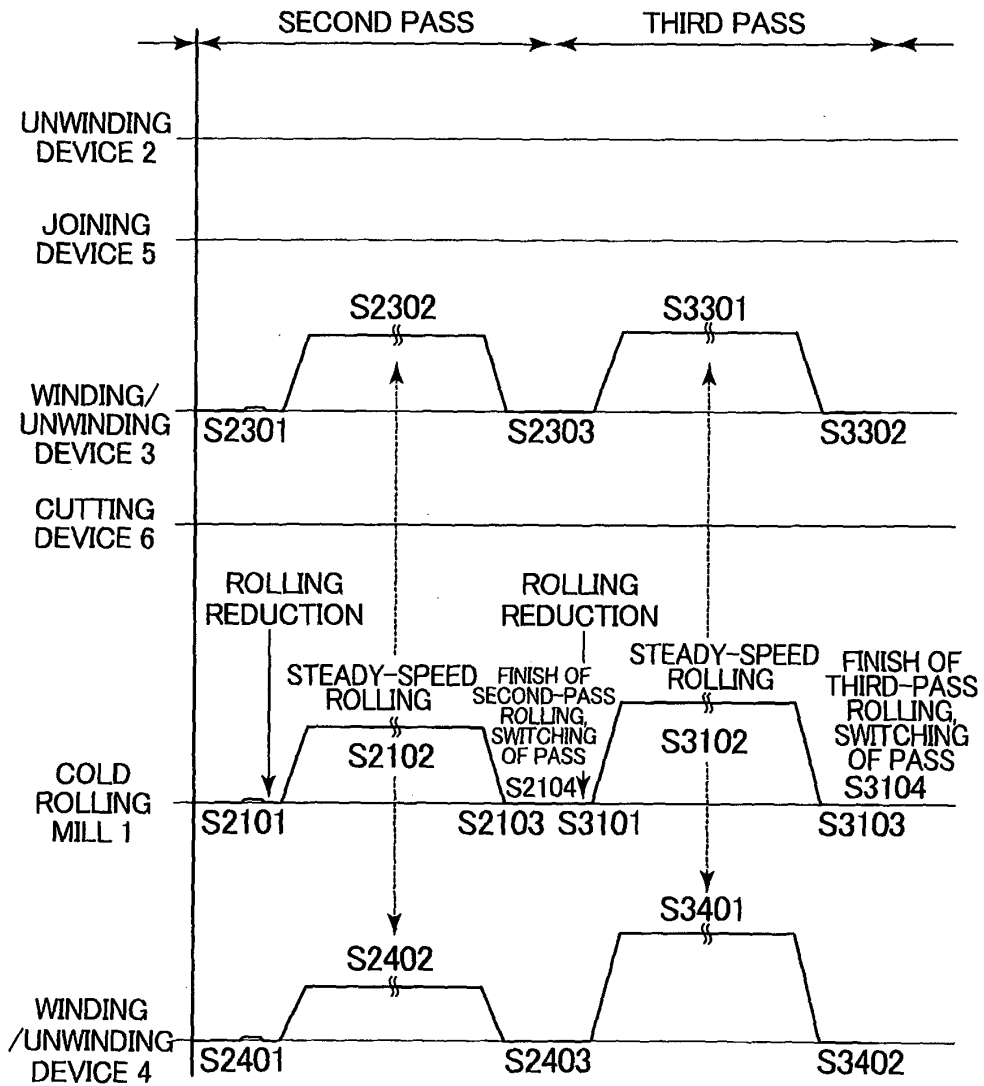 SECOND PASS
THIRD PASS
UNWINDING
DEVICE 2
JOINING
DEVICE 5
S2302
S3301
WINDING/
UNWINDING
DEVICE 3
S2301
S2303
S3302
CUTTING
DEVICE 6
ROLLING
REDUCTION
ROLLING
REDUCTION
STEADY-SPEED
ROLLING
FINISH OF
SECOND-PASS
ROLLING,
SWITCHING
OF PASS
STEADY-SPEED
ROLLING
FINISH OF
THIRD-PASS
ROLLING,
SWITCHING
OF PASS
S2102
S2104
S3102
S3104
COLD
ROLLING
MILL 1
S2101
S2103
S3101
S3103
S3401
S2402
WINDING
/UNWINDING
DEVICE 4
S2401
S2403
S3402